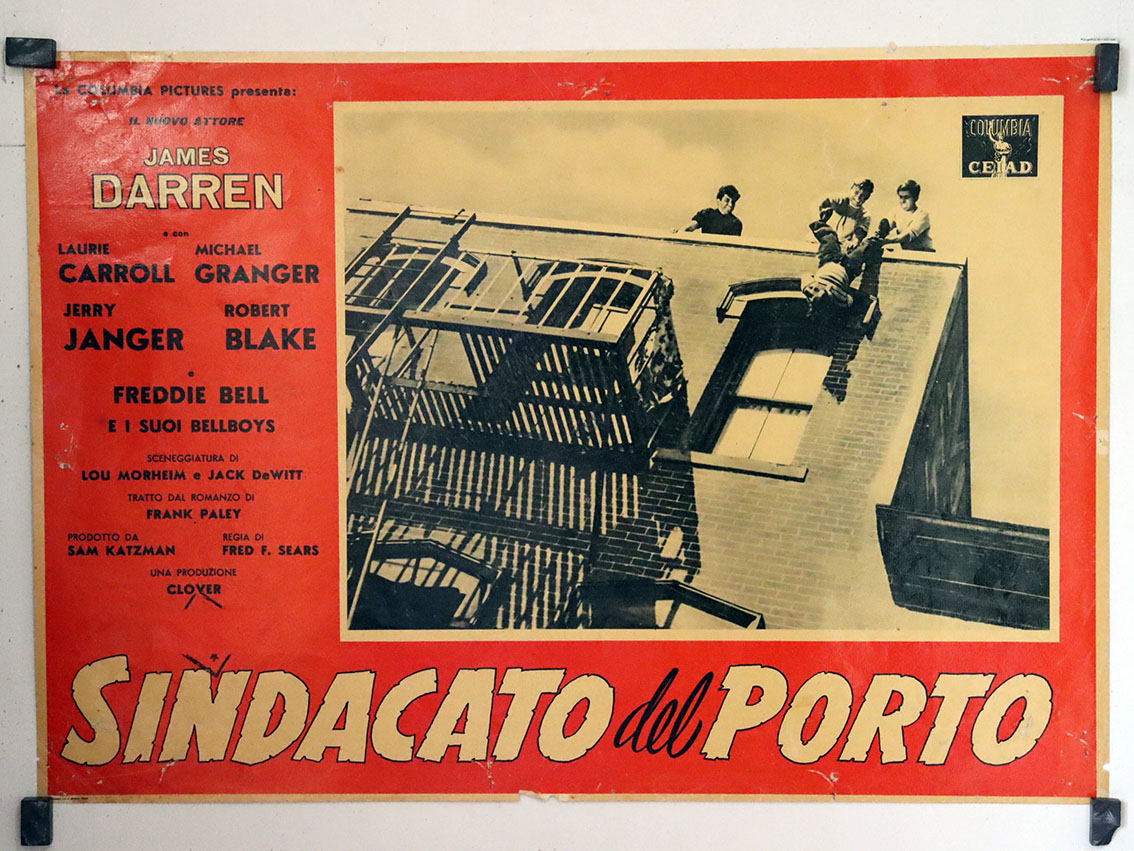 La COLUMBIA PICTURES presenta:
IL NUOVO ATTORE
JAMES
DARREN
e con
LAURIE CARROLL
MICHAEL GRANGER
JERRY JANGER
ROBERT BLAKE
e
FREDDIE BELL
E I SUOI BELLBOYS
SCENEGGIATURA DI
LOU MORHEIM e JACK DeWITT
TRATTO DAL ROMANZO DI
FRANK PALEY
PRODOTTO DA
SAM KATZMAN
REGIA DI
FRED F. SEARS
UNA PRODUZIONE
CLOVER
COLUMBIA
CEIAD
SINDACATO del PORTO